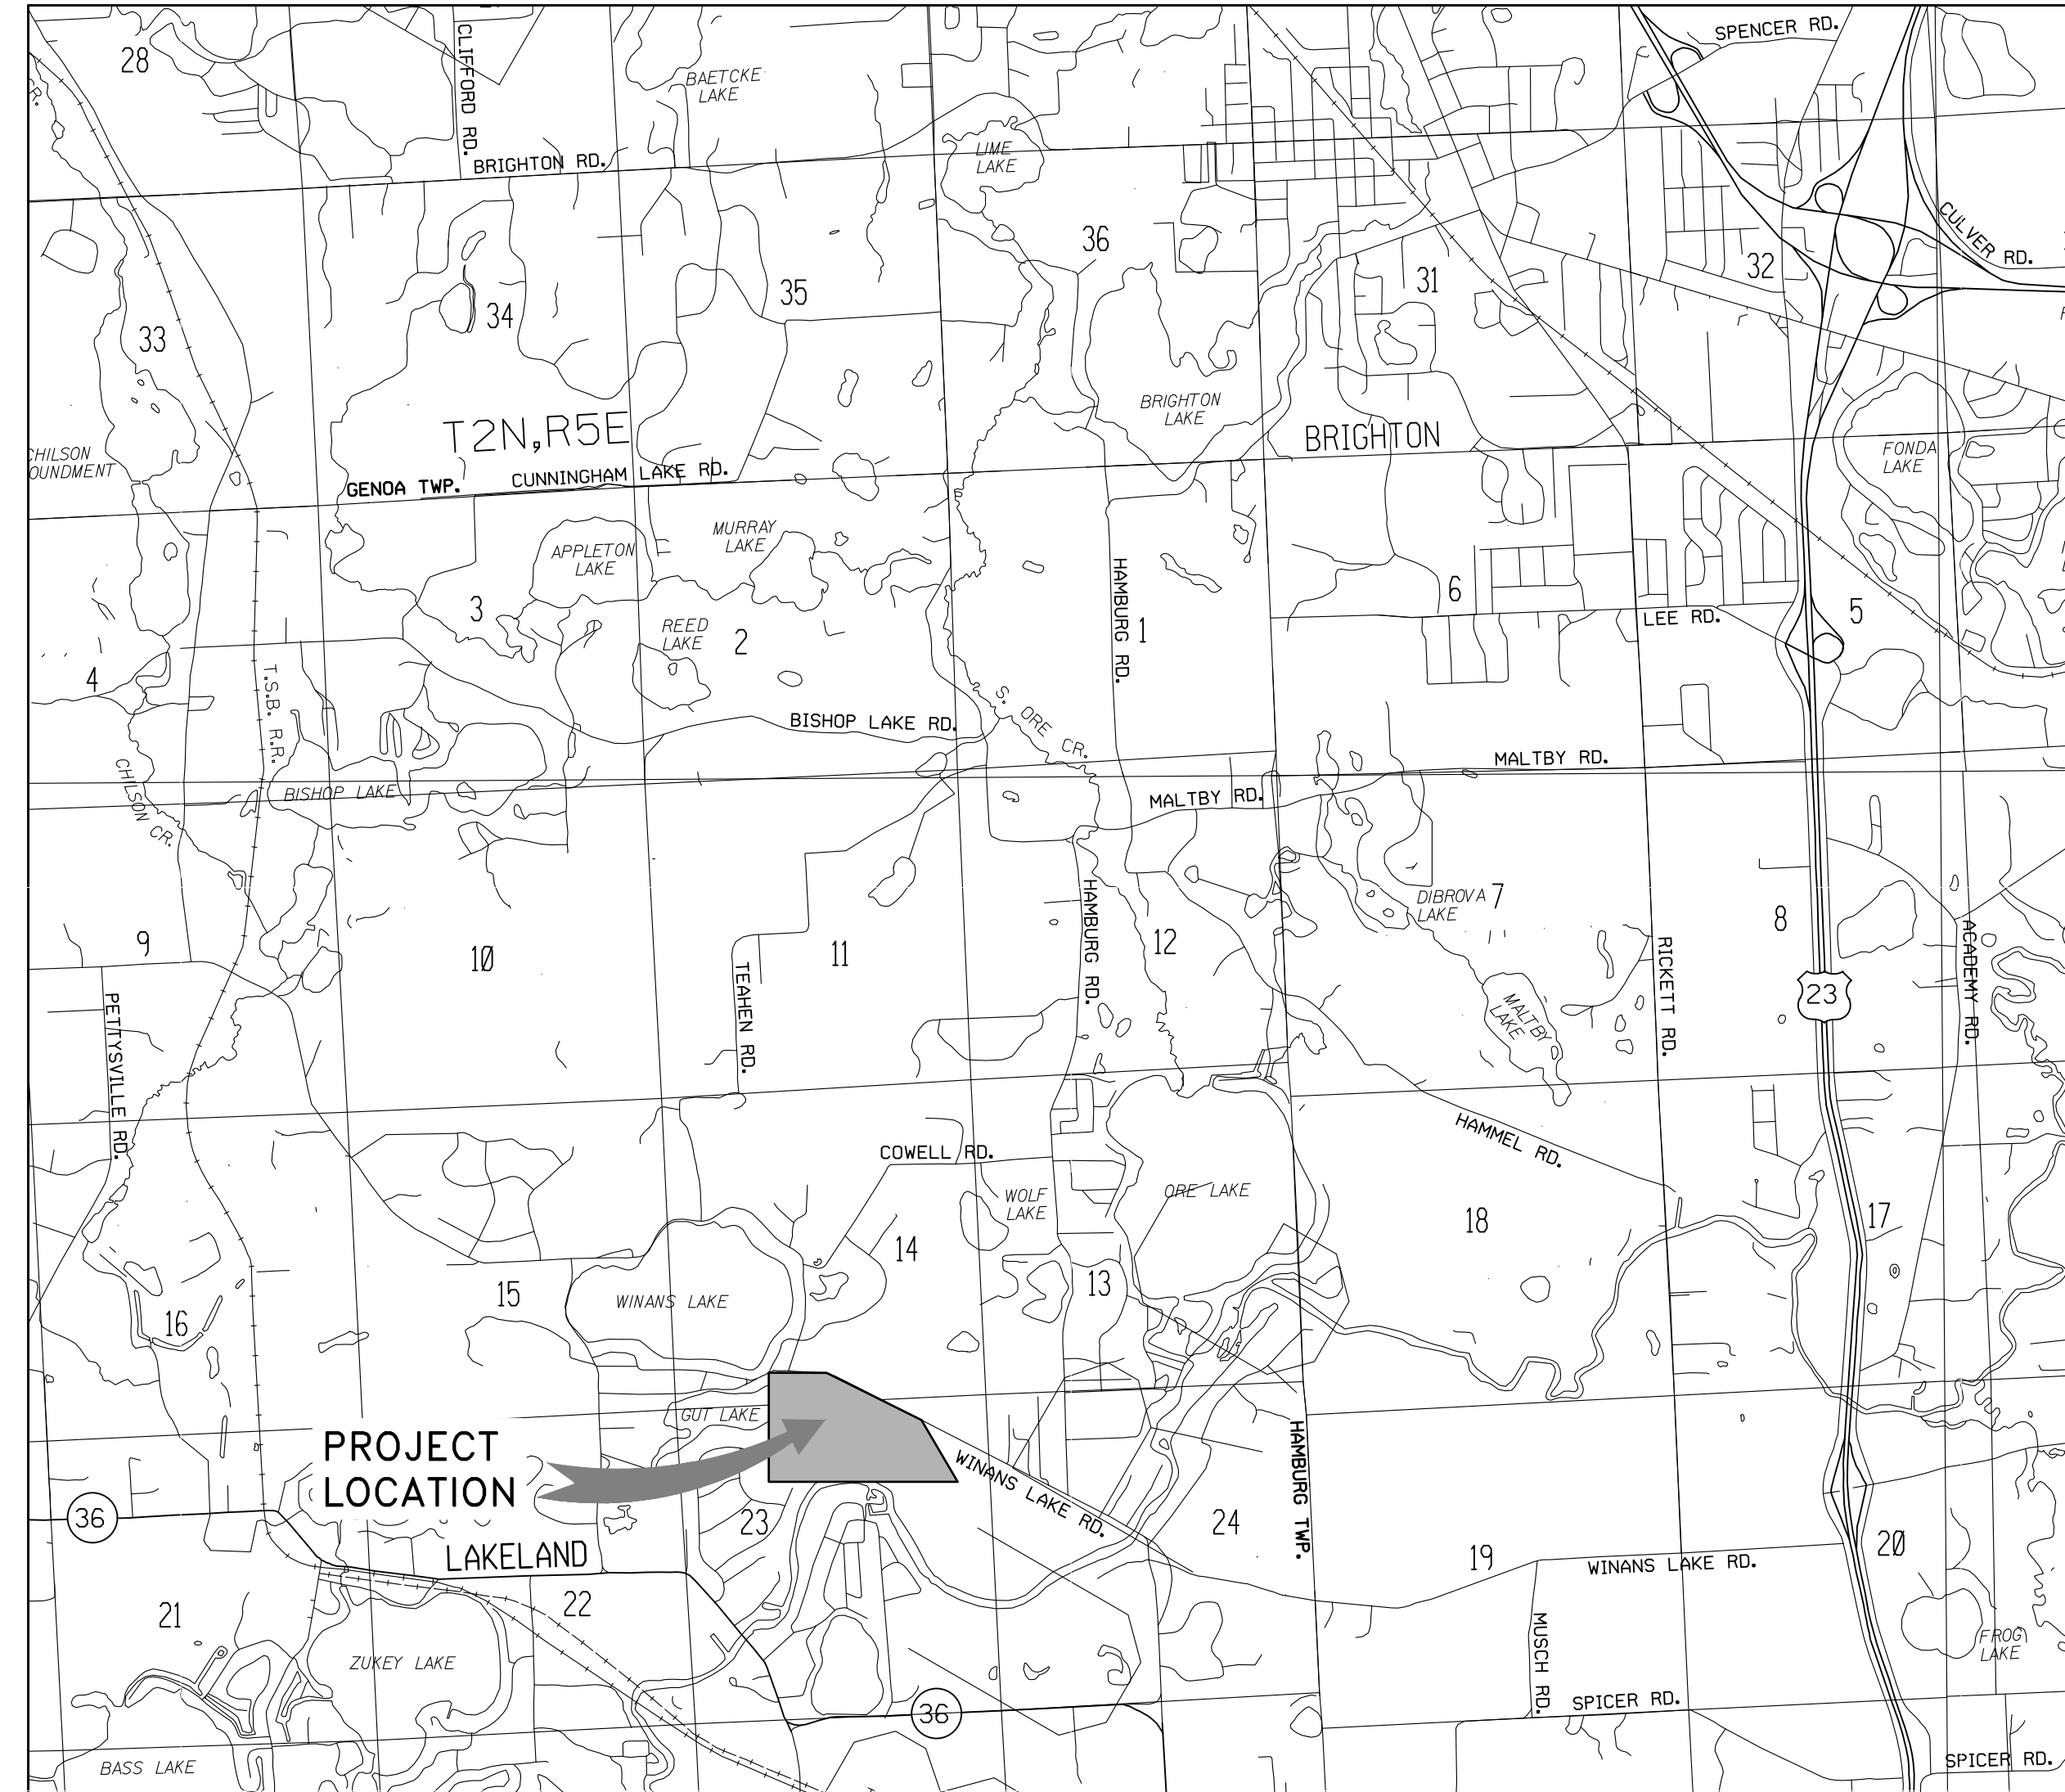 SPENCER RD.
28
CLIFFORD RD.
BAETCKE
LAKE
R.
BRIGHTON RD.
LIME
LAKE
CULVER RD.
36
32
31
35
34
33
T2N,R5E
BRIGHTON
LAKE
BRIGHTON
FONDA
LAKE
CHILSON
OUNDMENT
GENOA TWP.
CUNNINGHAM LAKE RD.
MURRAY
LAKE
APPLETON
LAKE
HAMBURG RD.
6
3
REED
LAKE
2
1
LEE RD.
5
4
T.S.B. R.R.
BISHOP LAKE RD.
S. ORE CR.
MALTBY RD.
CHILSON CR.
BISHOP LAKE
MALTBY RD.
DIBROVA
LAKE
7
HAMBURG RD.
8
9
10
11
12
TEAHEN RD.
RICKETT RD.
ACADEMY RD.
PETTYSVILLE RD.
MALTBY
LAKE
23
HAMMEL RD.
COWELL RD.
WOLF
LAKE
ORE LAKE
18
17
14
13
15
WINANS LAKE
16
GUT LAKE
PROJECT
LOCATION
WINANS LAKE RD.
HAMBURG TWP.
36
23
24
LAKELAND
19
WINANS LAKE RD.
20
22
21
MUSCH RD.
FROG
LAKE
ZUKEY LAKE
SPICER RD.
36
BASS LAKE
SPICER RD.